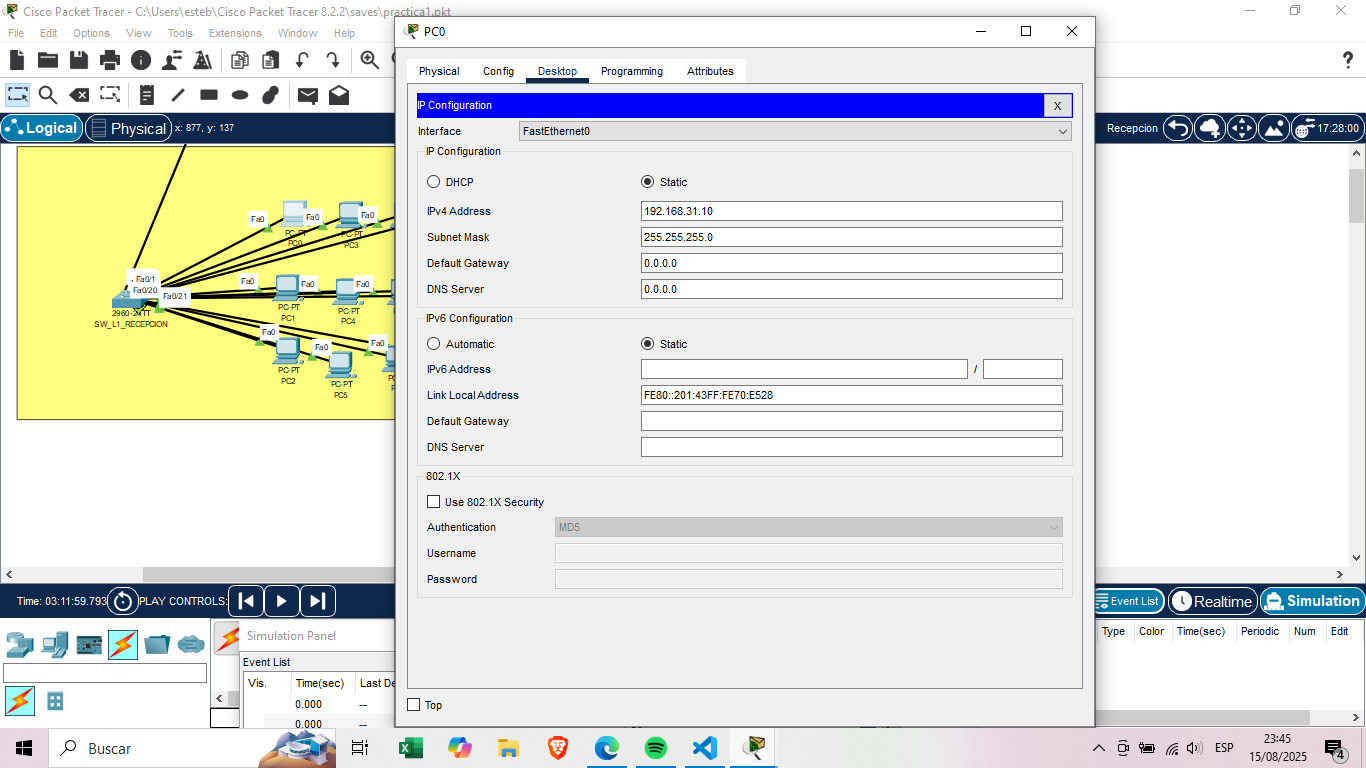 Cisco Packet Tracer - C:\Users\esteb\Cisco Packet Tracer 8.2.2\saves\practica1.pkt
File Edit Options View Tools Extensions Window Help
PC0
Physical Config Desktop Programming Attributes
IP Configuration X
Interface FastEthernet0
IP Configuration
DHCP Static
IPv4 Address 192.168.31.10
Subnet Mask 255.255.255.0
Default Gateway 0.0.0.0
DNS Server 0.0.0.0
IPv6 Configuration
Automatic Static
IPv6 Address /
Link Local Address FE80::201:43FF:FE70:E528
Default Gateway
DNS Server
802.1X
Use 802.1X Security
Authentication MD5
Username
Password
Top
Logical Physical x: 877, y: 137
Recepcion 17:28:00
Fa0 Fa0 Fa0
PC-PT PC-PT
PC0 PC3
Fa0/1
Fa0/20 Fa0/21
2960-24TT
SW_L1_RECEPCION
Fa0 Fa0 Fa0
PC-PT PC-PT
PC1 PC4
Fa0 Fa0 Fa0
PC-PT PC-PT
PC2 PC5
Time: 03:11:59.793 PLAY CONTROLS:
Event List Realtime Simulation
Simulation Panel
Event List
Vis. Time(sec) Last De
0.000 --
0.000 --
Type Color Time(sec) Periodic Num Edit
Buscar
ESP
23:45
15/08/2025
4